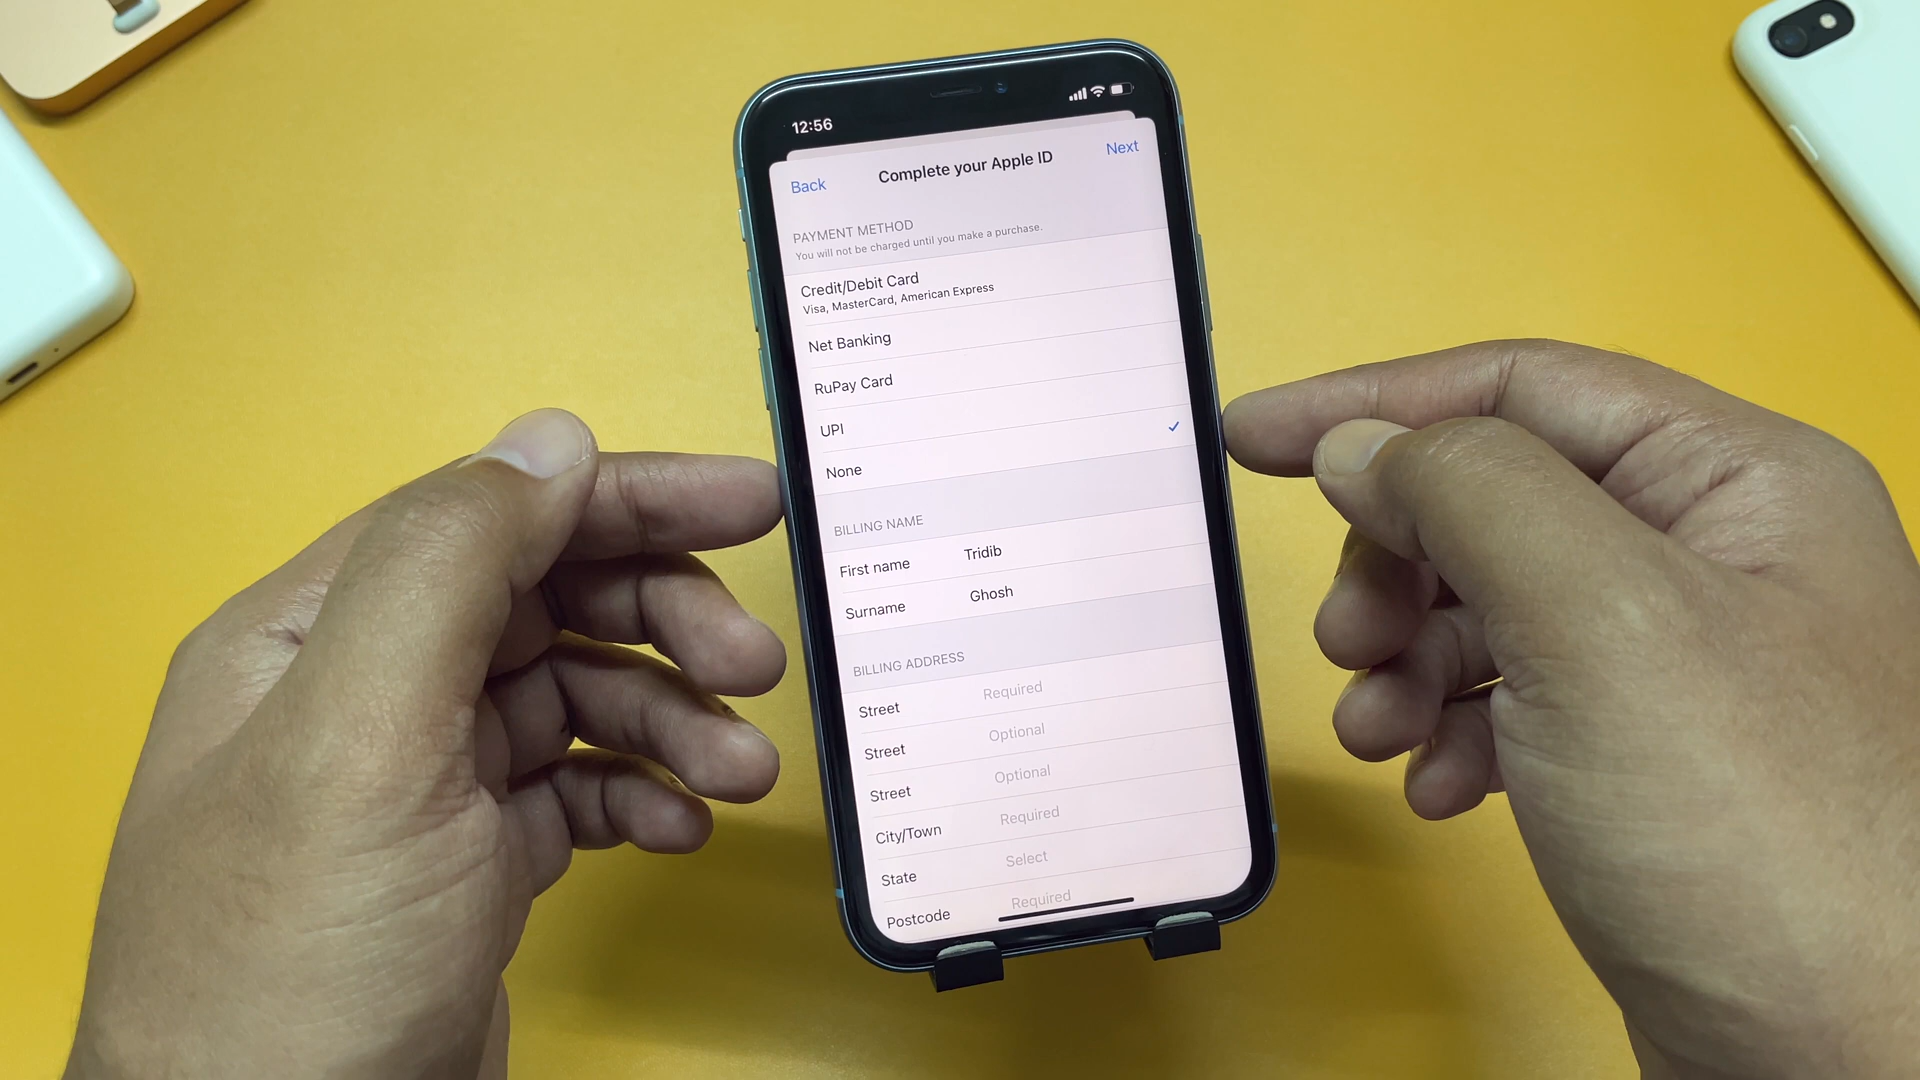 12:56
Back Complete your Apple ID Next
PAYMENT METHOD
You will not be charged until you make a purchase.
Credit/Debit Card
Visa, MasterCard, American Express
Net Banking
RuPay Card
UPI
None
BILLING NAME
First name Tridib
Surname Ghosh
BILLING ADDRESS
Street Required
Street Optional
Street Optional
City/Town Required
State Select
Postcode Required